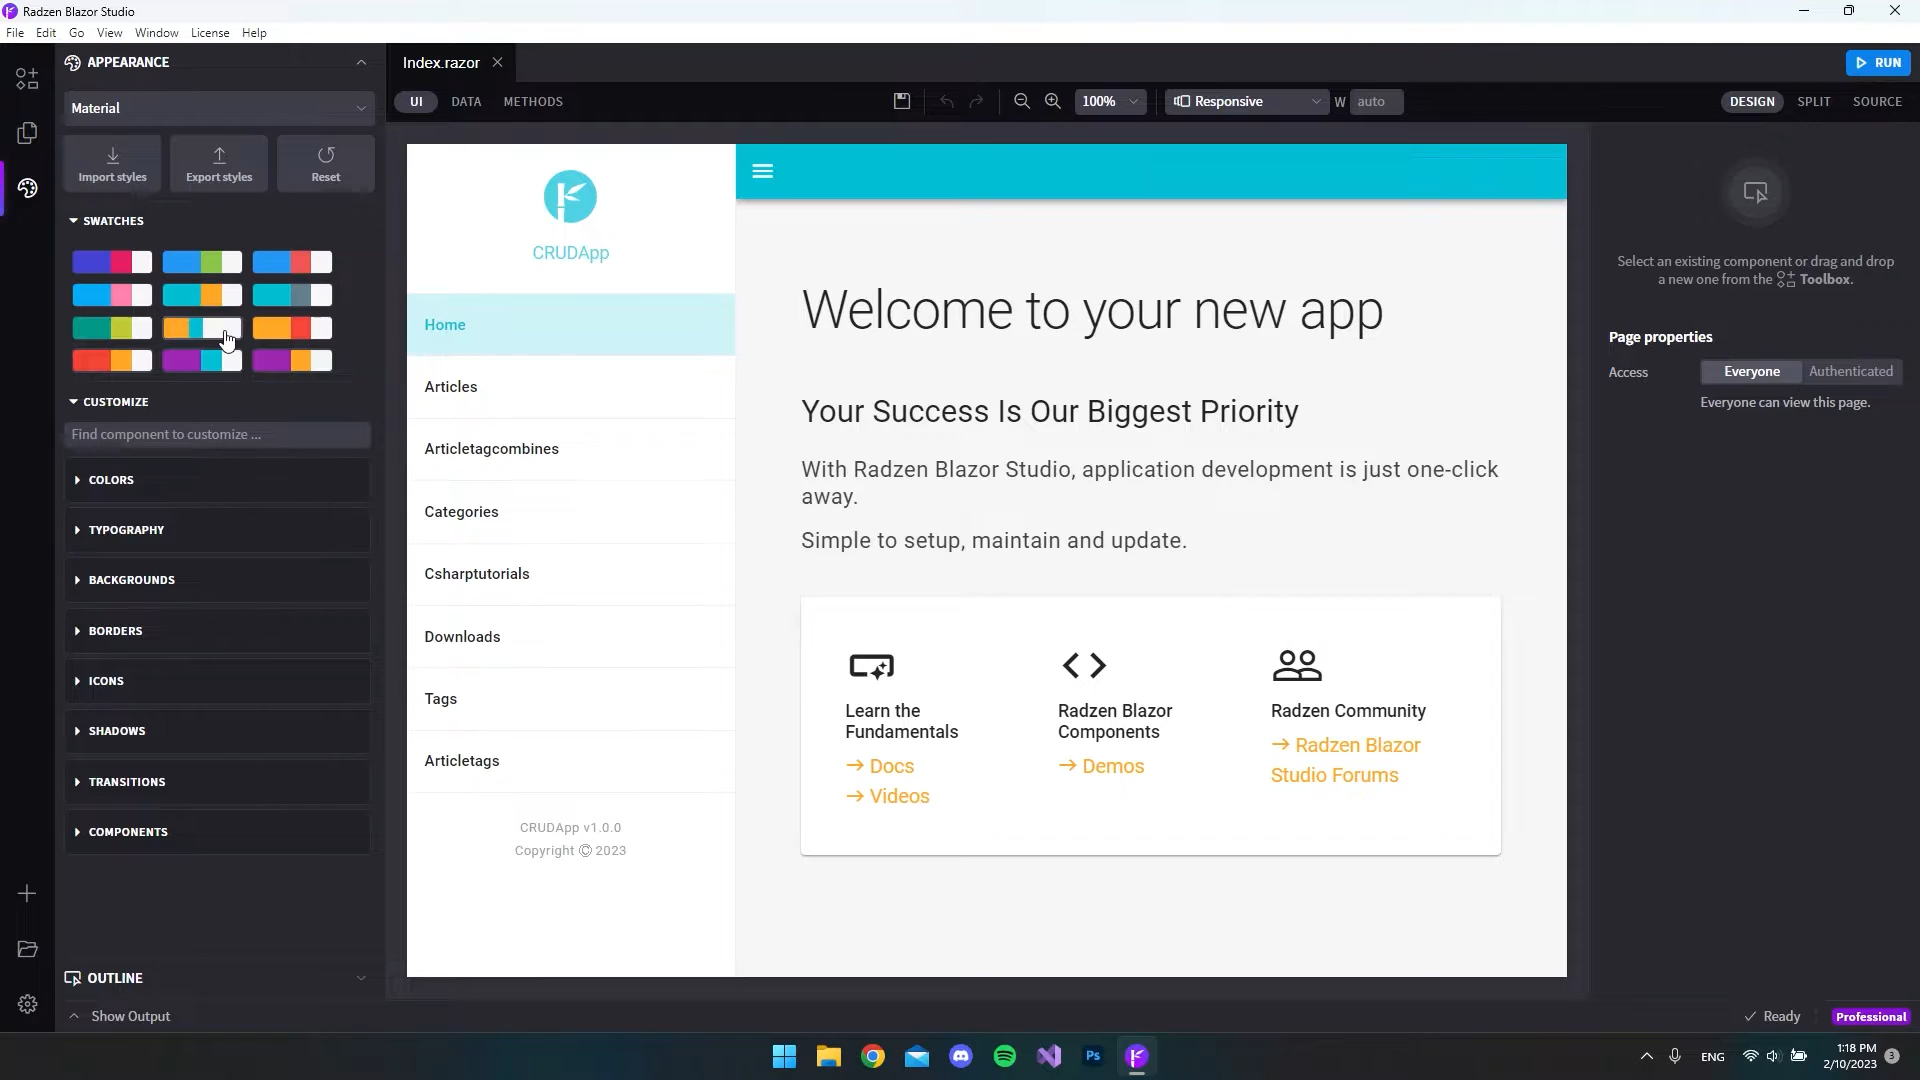 Radzen Blazor Studio
File Edit Go View Window License Help
APPEARANCE
Material
Import styles
Export styles
Reset
SWATCHES
CUSTOMIZE
Find component to customize ...
COLORS
TYPOGRAPHY
BACKGROUNDS
BORDERS
ICONS
SHADOWS
TRANSITIONS
COMPONENTS
OUTLINE
Show Output
Index.razor
RUN
UI DATA METHODS
100%
Responsive
W auto
DESIGN SPLIT SOURCE
CRUDApp
Home
Articles
Articletagcombines
Categories
Csharptutorials
Downloads
Tags
Articletags
CRUDApp v1.0.0
Copyright © 2023
Welcome to your new app
Your Success Is Our Biggest Priority
With Radzen Blazor Studio, application development is just one-click
away.
Simple to setup, maintain and update.
Learn the
Fundamentals
→ Docs
→ Videos
Radzen Blazor
Components
→ Demos
Radzen Community
→ Radzen Blazor
Studio Forums
Select an existing component or drag and drop
a new one from the Toolbox.
Page properties
Access
Everyone
Authenticated
Everyone can view this page.
Ready
Professional
Ps
ENG
1:18 PM
2/10/2023
3